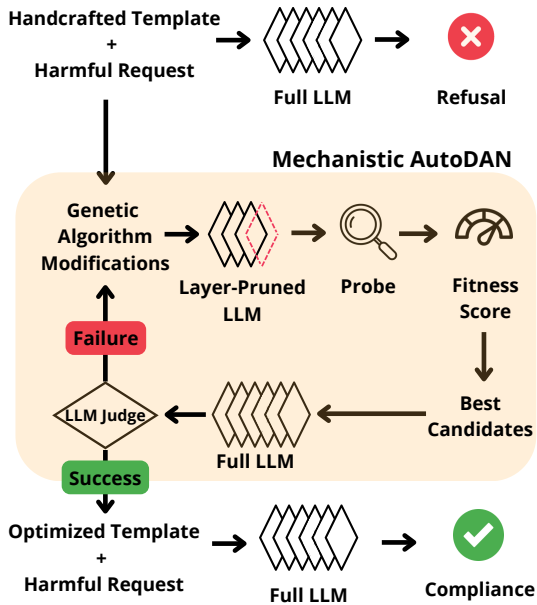 Handcrafted Template
+
Harmful Request
Full LLM
Refusal
Mechanistic AutoDAN
Genetic
Algorithm
Modifications
Layer-Pruned
LLM
Probe
Fitness
Score
Failure
LLM Judge
Full LLM
Best
Candidates
Success
Optimized Template
+
Harmful Request
Full LLM
Compliance